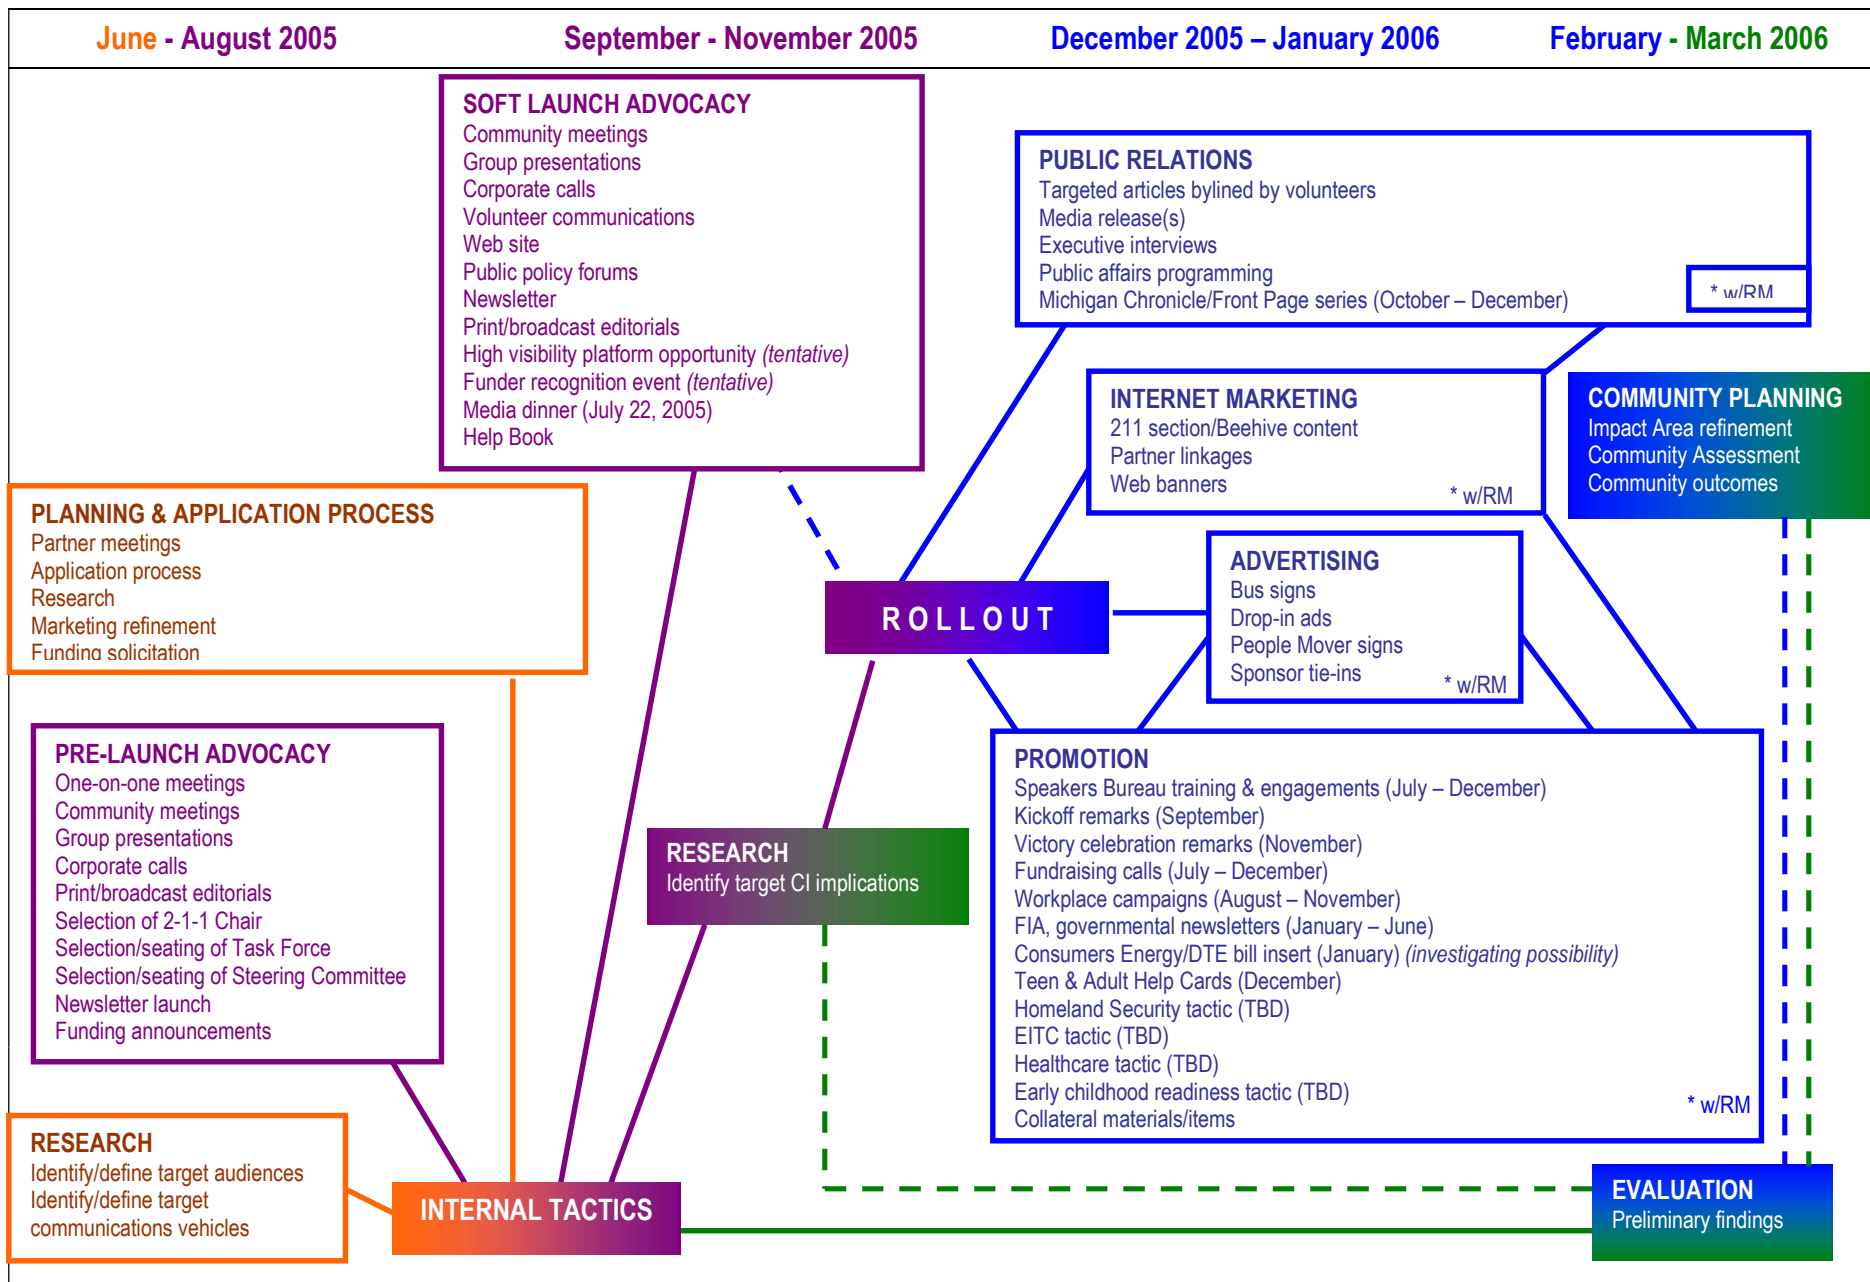 June - August 2005
September - November 2005
December 2005 – January 2006
February - March 2006
SOFT LAUNCH ADVOCACY
Community meetings
Group presentations
Corporate calls
Volunteer communications
Web site
Public policy forums
Newsletter
Print/broadcast editorials
High visibility platform opportunity (tentative)
Funder recognition event (tentative)
Media dinner (July 22, 2005)
Help Book
PUBLIC RELATIONS
Targeted articles bylined by volunteers
Media release(s)
Executive interviews
Public affairs programming
Michigan Chronicle/Front Page series (October – December)
* w/RM
INTERNET MARKETING
211 section/Beehive content
Partner linkages
Web banners
* w/RM
COMMUNITY PLANNING
Impact Area refinement
Community Assessment
Community outcomes
PLANNING & APPLICATION PROCESS
Partner meetings
Application process
Research
Marketing refinement
Funding solicitation
ROLLOUT
ADVERTISING
Bus signs
Drop-in ads
People Mover signs
Sponsor tie-ins
* w/RM
PRE-LAUNCH ADVOCACY
One-on-one meetings
Community meetings
Group presentations
Corporate calls
Print/broadcast editorials
Selection of 2-1-1 Chair
Selection/seating of Task Force
Selection/seating of Steering Committee
Newsletter launch
Funding announcements
RESEARCH
Identify target CI implications
PROMOTION
Speakers Bureau training & engagements (July – December)
Kickoff remarks (September)
Victory celebration remarks (November)
Fundraising calls (July – December)
Workplace campaigns (August – November)
FIA, governmental newsletters (January – June)
Consumers Energy/DTE bill insert (January) (investigating possibility)
Teen & Adult Help Cards (December)
Homeland Security tactic (TBD)
EITC tactic (TBD)
Healthcare tactic (TBD)
Early childhood readiness tactic (TBD)
Collateral materials/items
* w/RM
RESEARCH
Identify/define target audiences
Identify/define target
communications vehicles
INTERNAL TACTICS
EVALUATION
Preliminary findings